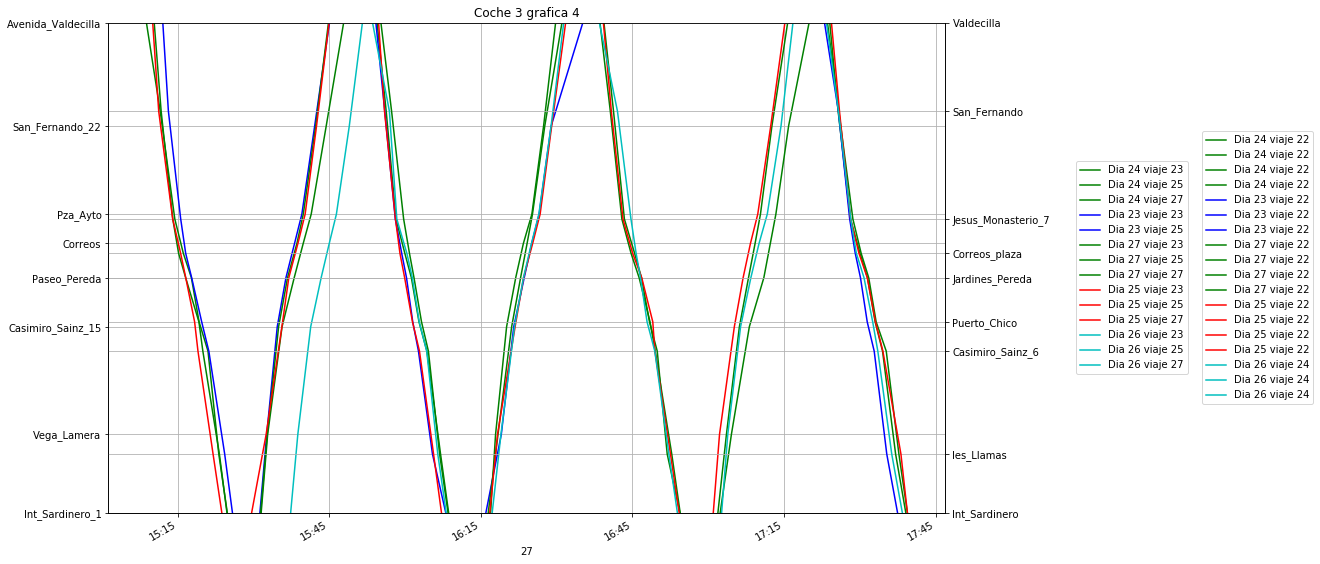 Coche 3 grafica 4
Avenida_Valdecilla
San_Fernando_22
Pza_Ayto
Correos
Paseo_Pereda
Casimiro_Sainz_15
Vega_Lamera
Int_Sardinero_1
Valdecilla
San_Fernando
Jesus_Monasterio_7
Correos_plaza
Jardines_Pereda
Puerto_Chico
Casimiro_Sainz_6
Ies_Llamas
Int_Sardinero
15:15
15:45
16:15
16:45
17:15
17:45
27
Dia 24 viaje 23
Dia 24 viaje 25
Dia 24 viaje 27
Dia 23 viaje 23
Dia 23 viaje 25
Dia 27 viaje 23
Dia 27 viaje 25
Dia 27 viaje 27
Dia 25 viaje 23
Dia 25 viaje 25
Dia 25 viaje 27
Dia 26 viaje 23
Dia 26 viaje 25
Dia 26 viaje 27
Dia 24 viaje 22
Dia 24 viaje 22
Dia 24 viaje 22
Dia 24 viaje 22
Dia 23 viaje 22
Dia 23 viaje 22
Dia 23 viaje 22
Dia 27 viaje 22
Dia 27 viaje 22
Dia 27 viaje 22
Dia 27 viaje 22
Dia 25 viaje 22
Dia 25 viaje 22
Dia 25 viaje 22
Dia 25 viaje 22
Dia 26 viaje 24
Dia 26 viaje 24
Dia 26 viaje 24